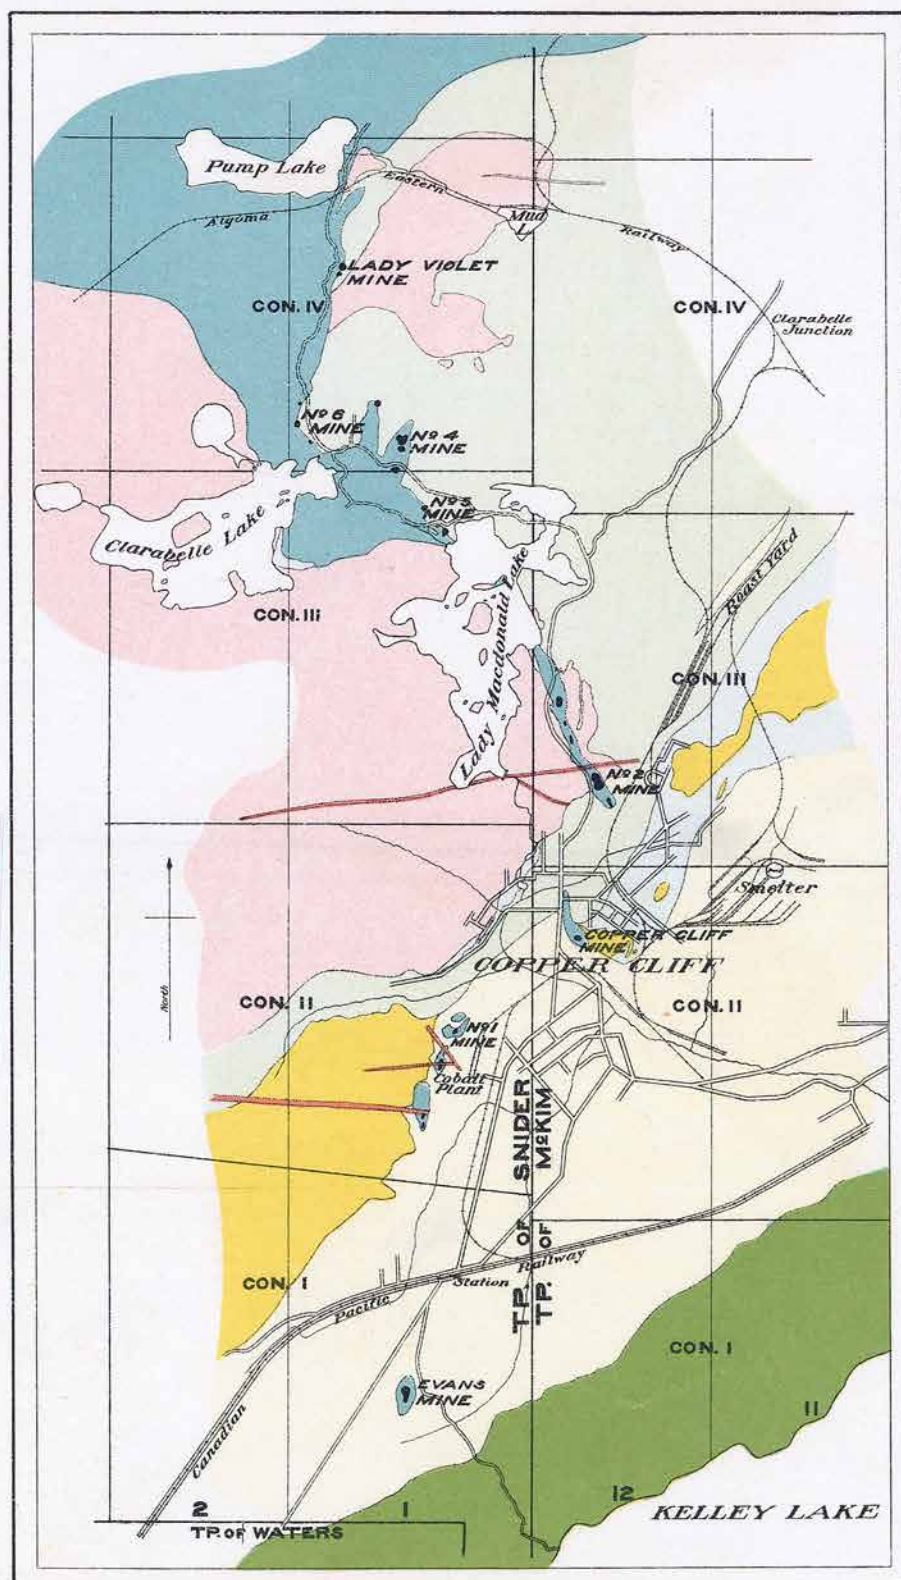 Pump Lake
Algoma
Eastern
Railway
Mud
L.
LADY VIOLET
MINE
CON. IV
CON. IV
Clarabelle
Junction
No 6
MINE
No 4
MINE
No 5
MINE
Clarabelle Lake
Lady Macdonald Lake
Roast Yard
CON. III
CON. III
No 2
MINE
Smelter
COPPER CLIFF
MINE
COPPER CLIFF
North
CON. II
CON. II
No 1
MINE
Cobalt
Plant
TP. OF SNIDER
TP. OF McKIM
CON. I
Canadian
Pacific
Station
Railway
CON. I
EVANS
MINE
11
12
2
1
TP. OF WATERS
KELLEY LAKE